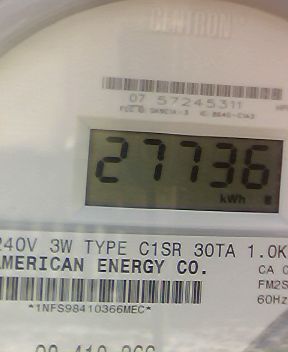 CENTRON
07 57245311
27736
kWh
240V 3W TYPE C1SR 30TA 1.0K
AMERICAN ENERGY CO.
CA
FM2S
60Hz
*1NFS98410366MEC*